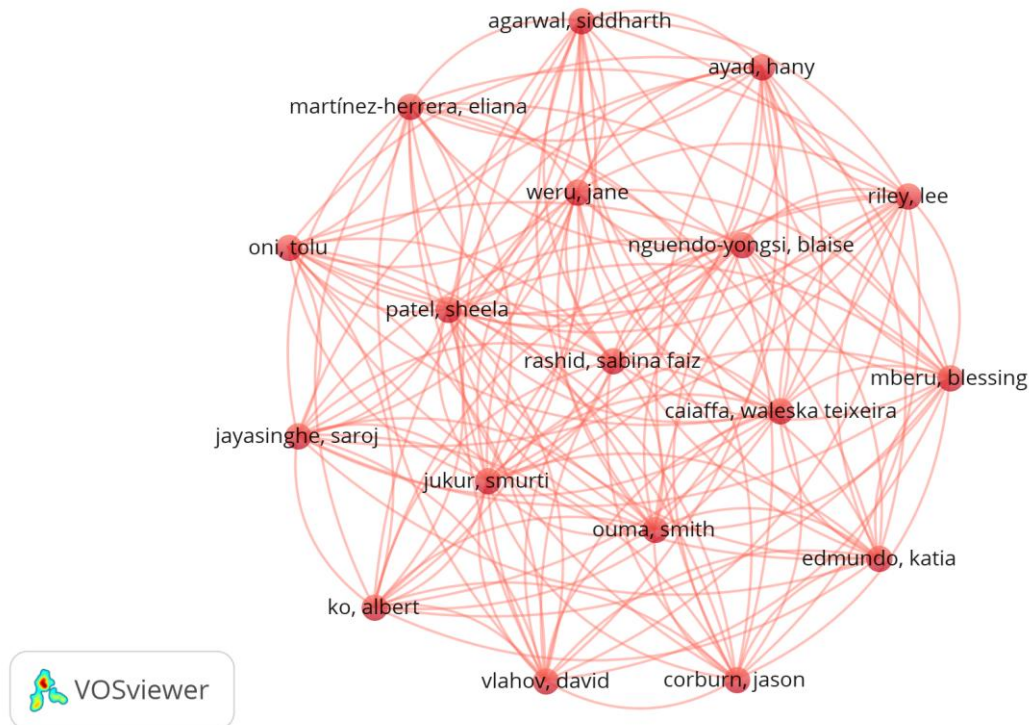 agarwal, siddharth
ayad, hany
martínez-herrera, eliana
weru, jane
riley, lee
oni, tolu
nguendo-yongsi, blaise
patel, sheela
rashid, sabina faiz
mberu, blessing
caiaffa, waleska teixeira
jayasinghe, saroj
jukur, smurti
ouma, smith
edmundo, katia
ko, albert
vlahov, david
corburn, jason
VOSviewer